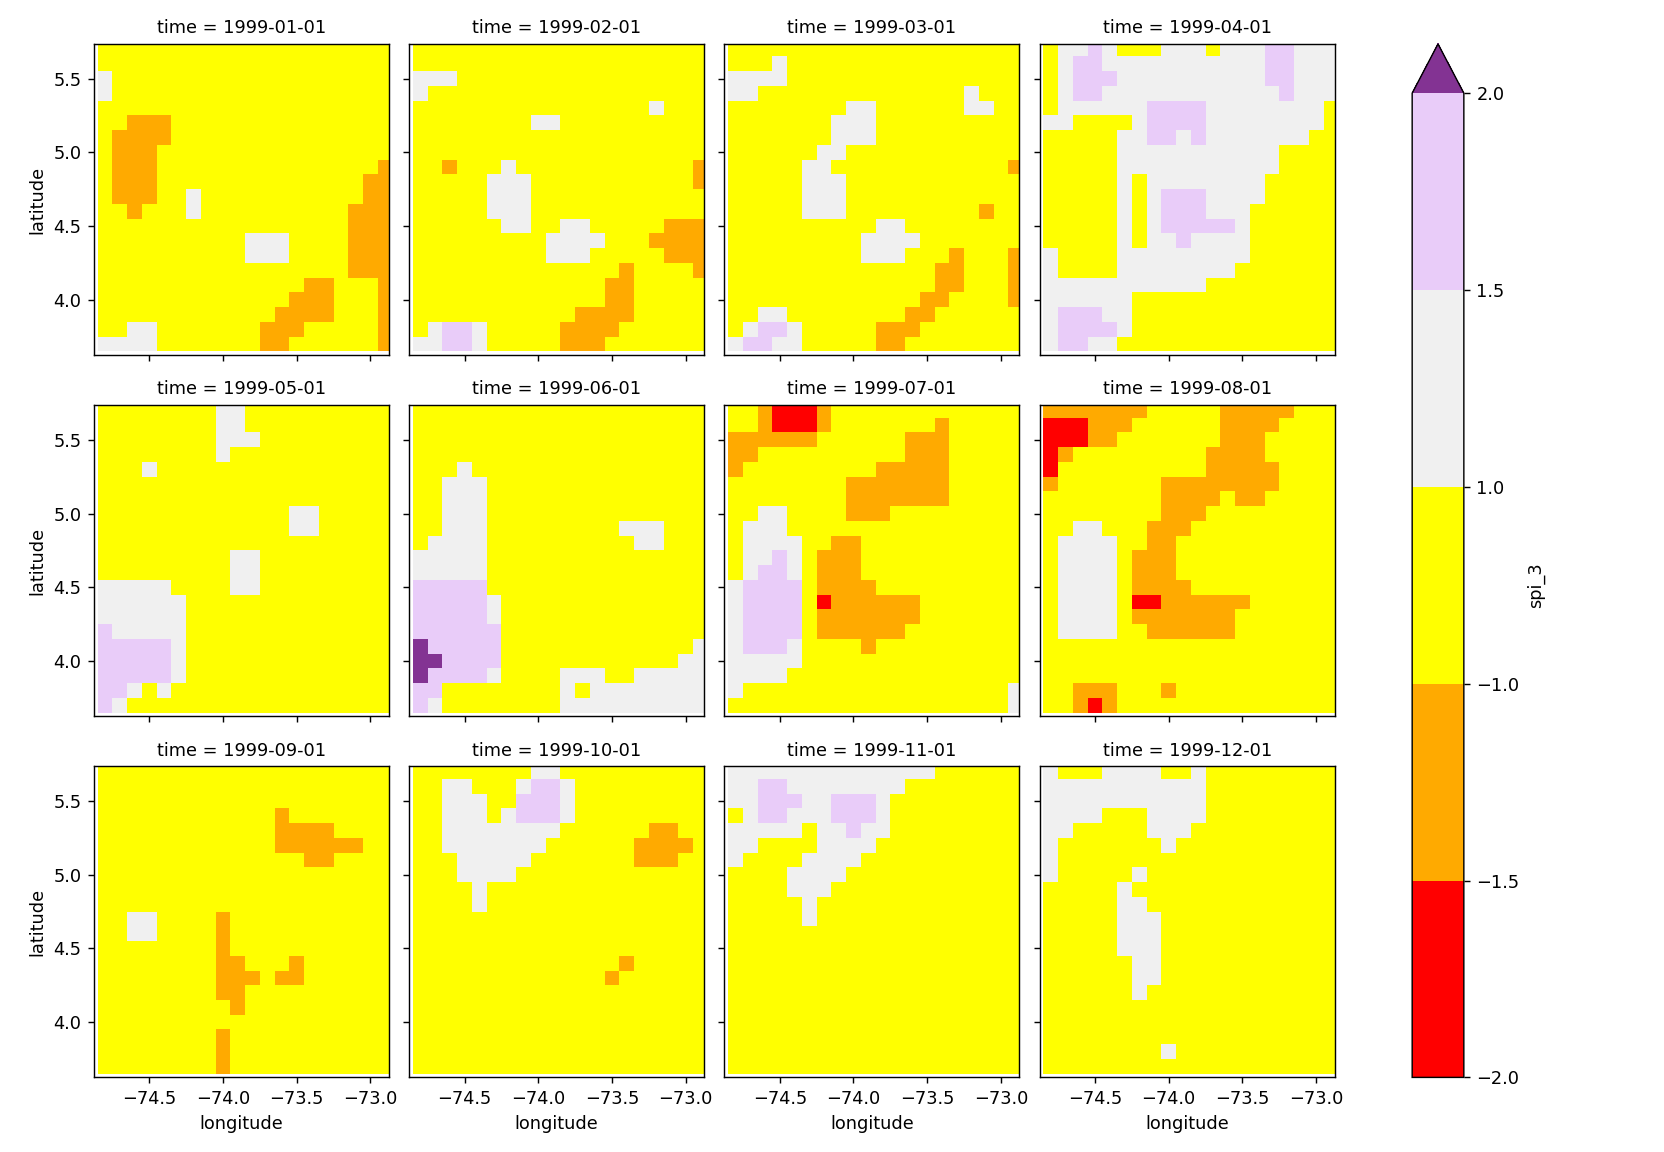 time = 1999-01-01
time = 1999-02-01
time = 1999-03-01
time = 1999-04-01
5.5
5.0
4.5
4.0
latitude
time = 1999-05-01
time = 1999-06-01
time = 1999-07-01
time = 1999-08-01
5.5
5.0
4.5
4.0
latitude
time = 1999-09-01
time = 1999-10-01
time = 1999-11-01
time = 1999-12-01
5.5
5.0
4.5
4.0
latitude
−74.5 −74.0 −73.5 −73.0
longitude
−74.5 −74.0 −73.5 −73.0
longitude
−74.5 −74.0 −73.5 −73.0
longitude
−74.5 −74.0 −73.5 −73.0
longitude
2.0
1.5
1.0
−1.0
−1.5
−2.0
spi_3